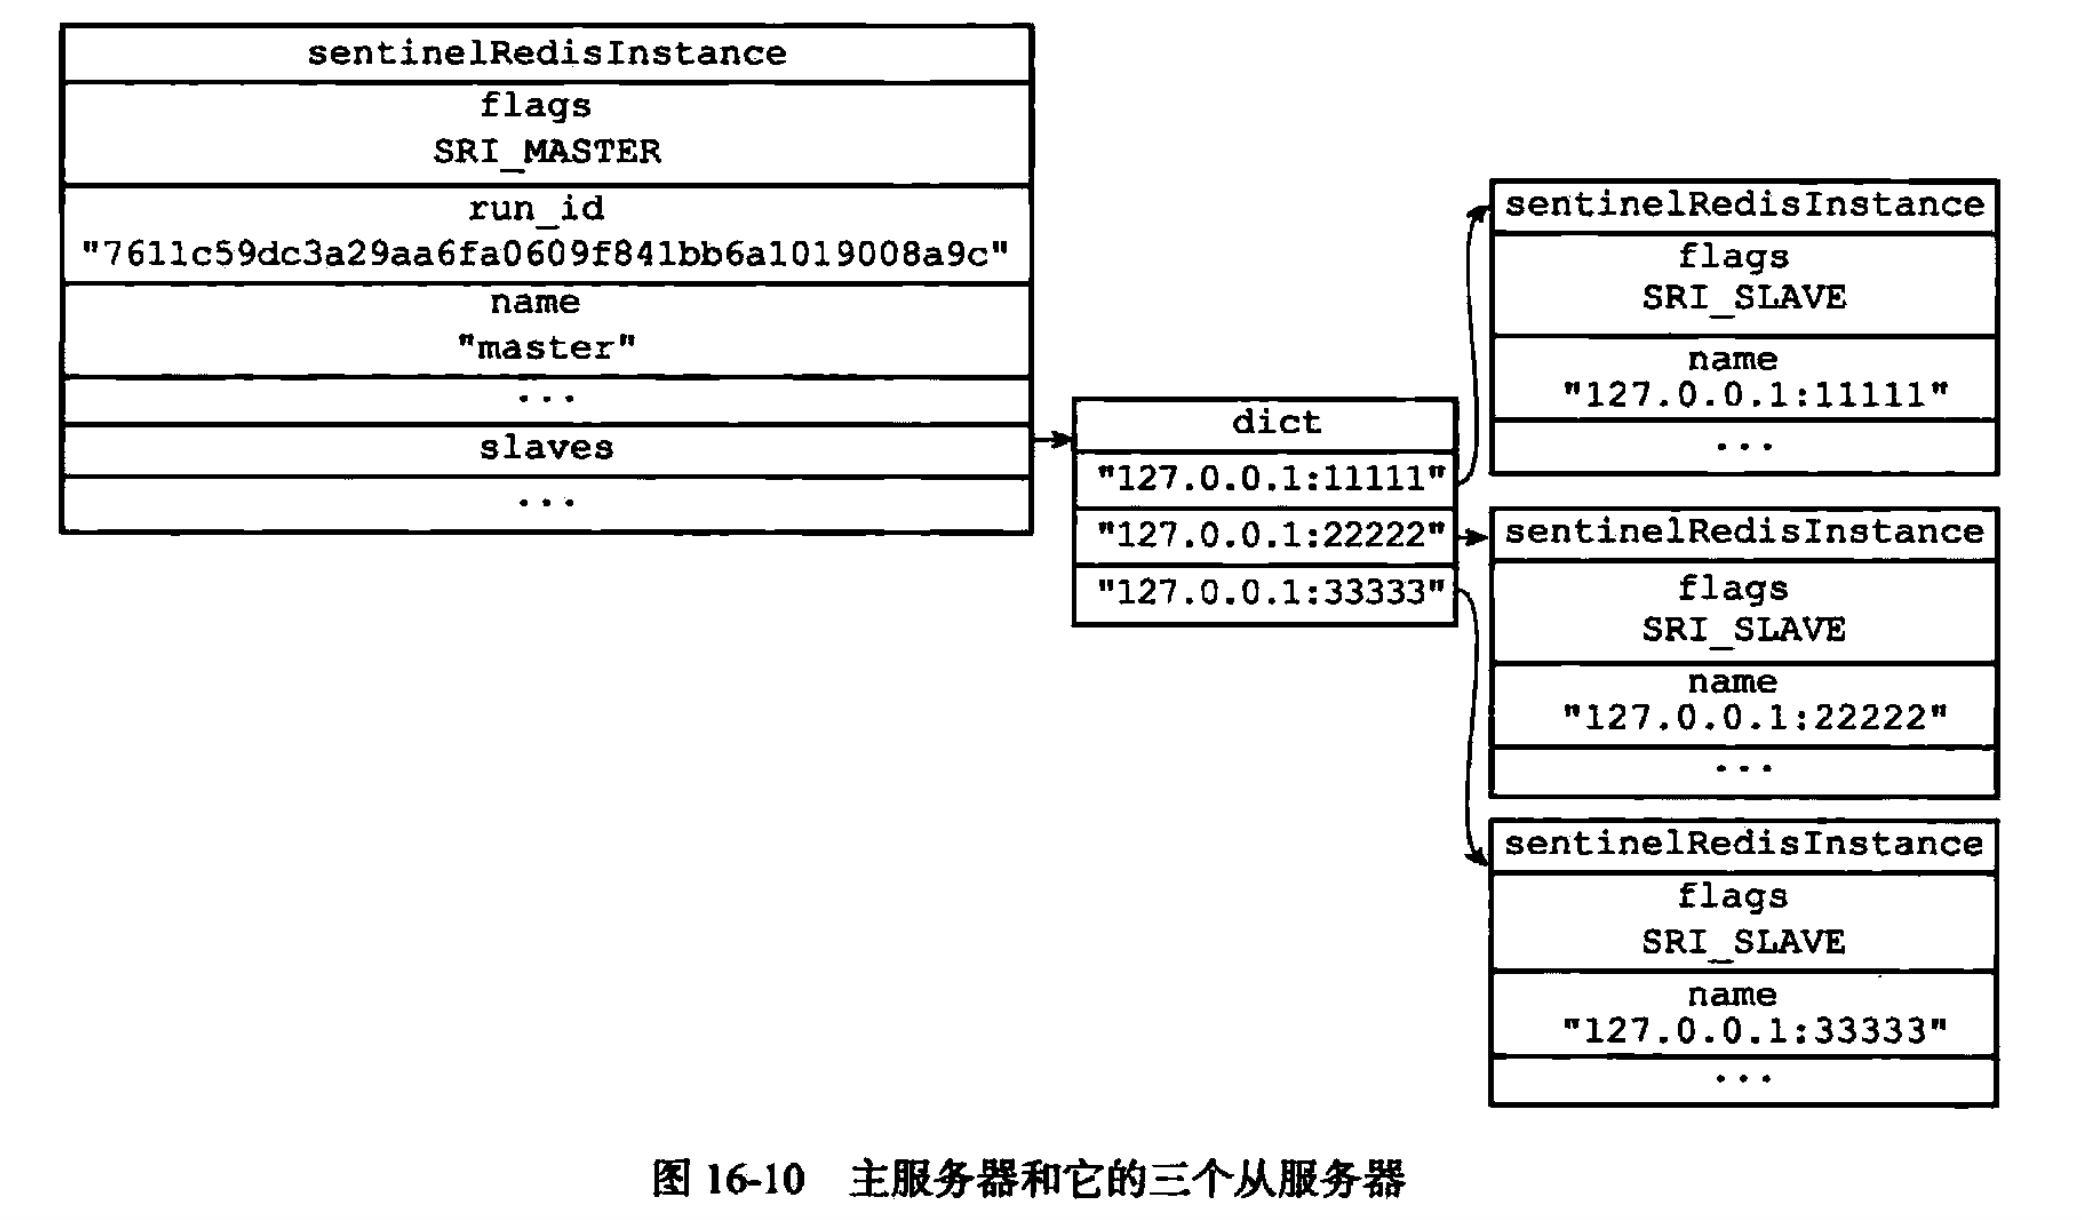 sentinelRedisInstance
flags
SRI_MASTER
run_id
"7611c59dc3a29aa6fa0609f841bb6a1019008a9c"
name
"master"
...
slaves
...
dict
"127.0.0.1:11111"
"127.0.0.1:22222"
"127.0.0.1:33333"
sentinelRedisInstance
flags
SRI_SLAVE
name
"127.0.0.1:11111"
...
sentinelRedisInstance
flags
SRI_SLAVE
name
"127.0.0.1:22222"
...
sentinelRedisInstance
flags
SRI_SLAVE
name
"127.0.0.1:33333"
...
图 16-10 主服务器和它的三个从服务器